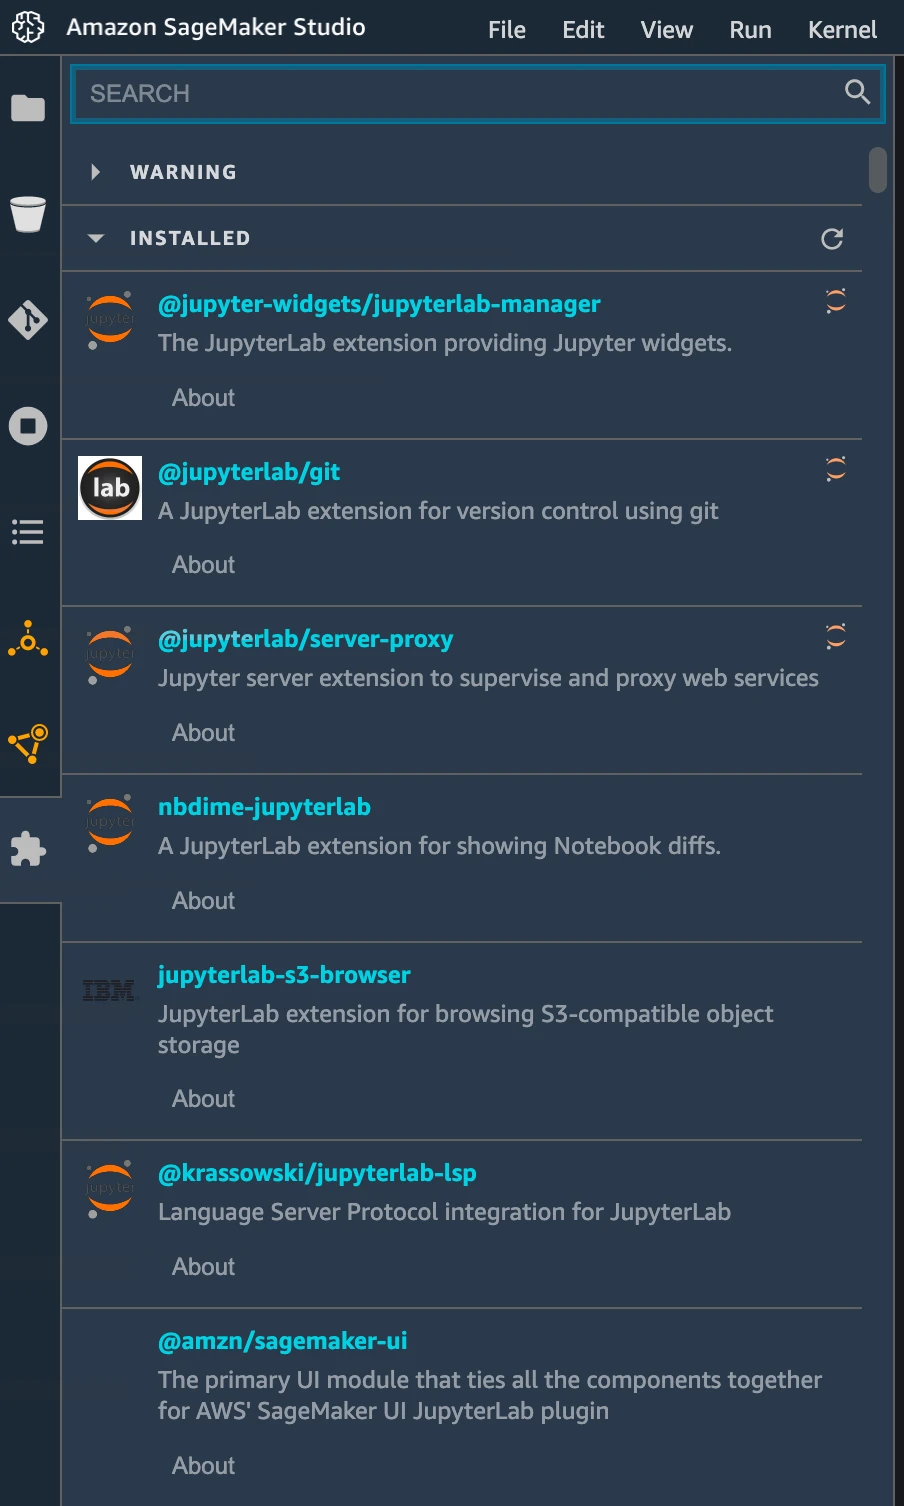 Amazon SageMaker Studio File Edit View Run Kernel
SEARCH
WARNING
INSTALLED
jupyter
@jupyter-widgets/jupyterlab-manager
The JupyterLab extension providing Jupyter widgets.
About
lab
@jupyterlab/git
A JupyterLab extension for version control using git
About
jupyter
@jupyterlab/server-proxy
Jupyter server extension to supervise and proxy web services
About
jupyter
nbdime-jupyterlab
A JupyterLab extension for showing Notebook diffs.
About
IBM
jupyterlab-s3-browser
JupyterLab extension for browsing S3-compatible object
storage
About
jupyter
@krassowski/jupyterlab-lsp
Language Server Protocol integration for JupyterLab
About
@amzn/sagemaker-ui
The primary UI module that ties all the components together
for AWS' SageMaker UI JupyterLab plugin
About